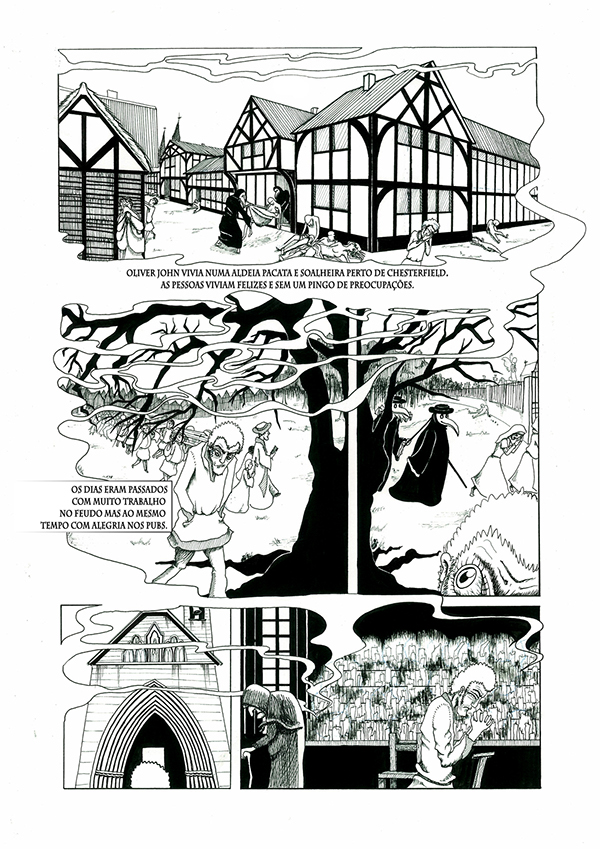 OLIVER JOHN VIVIA NUMA ALDEIA PACATA E SOALHEIRA PERTO DE CHESTERFIELD.
AS PESSOAS VIVIAM FELIZES E SEM UM PINGO DE PREOCUPAÇÕES.
OS DIAS ERAM PASSADOS
COM MUITO TRABALHO
NO FEUDO MAS AO MESMO
TEMPO COM ALEGRIA NOS PUBS.